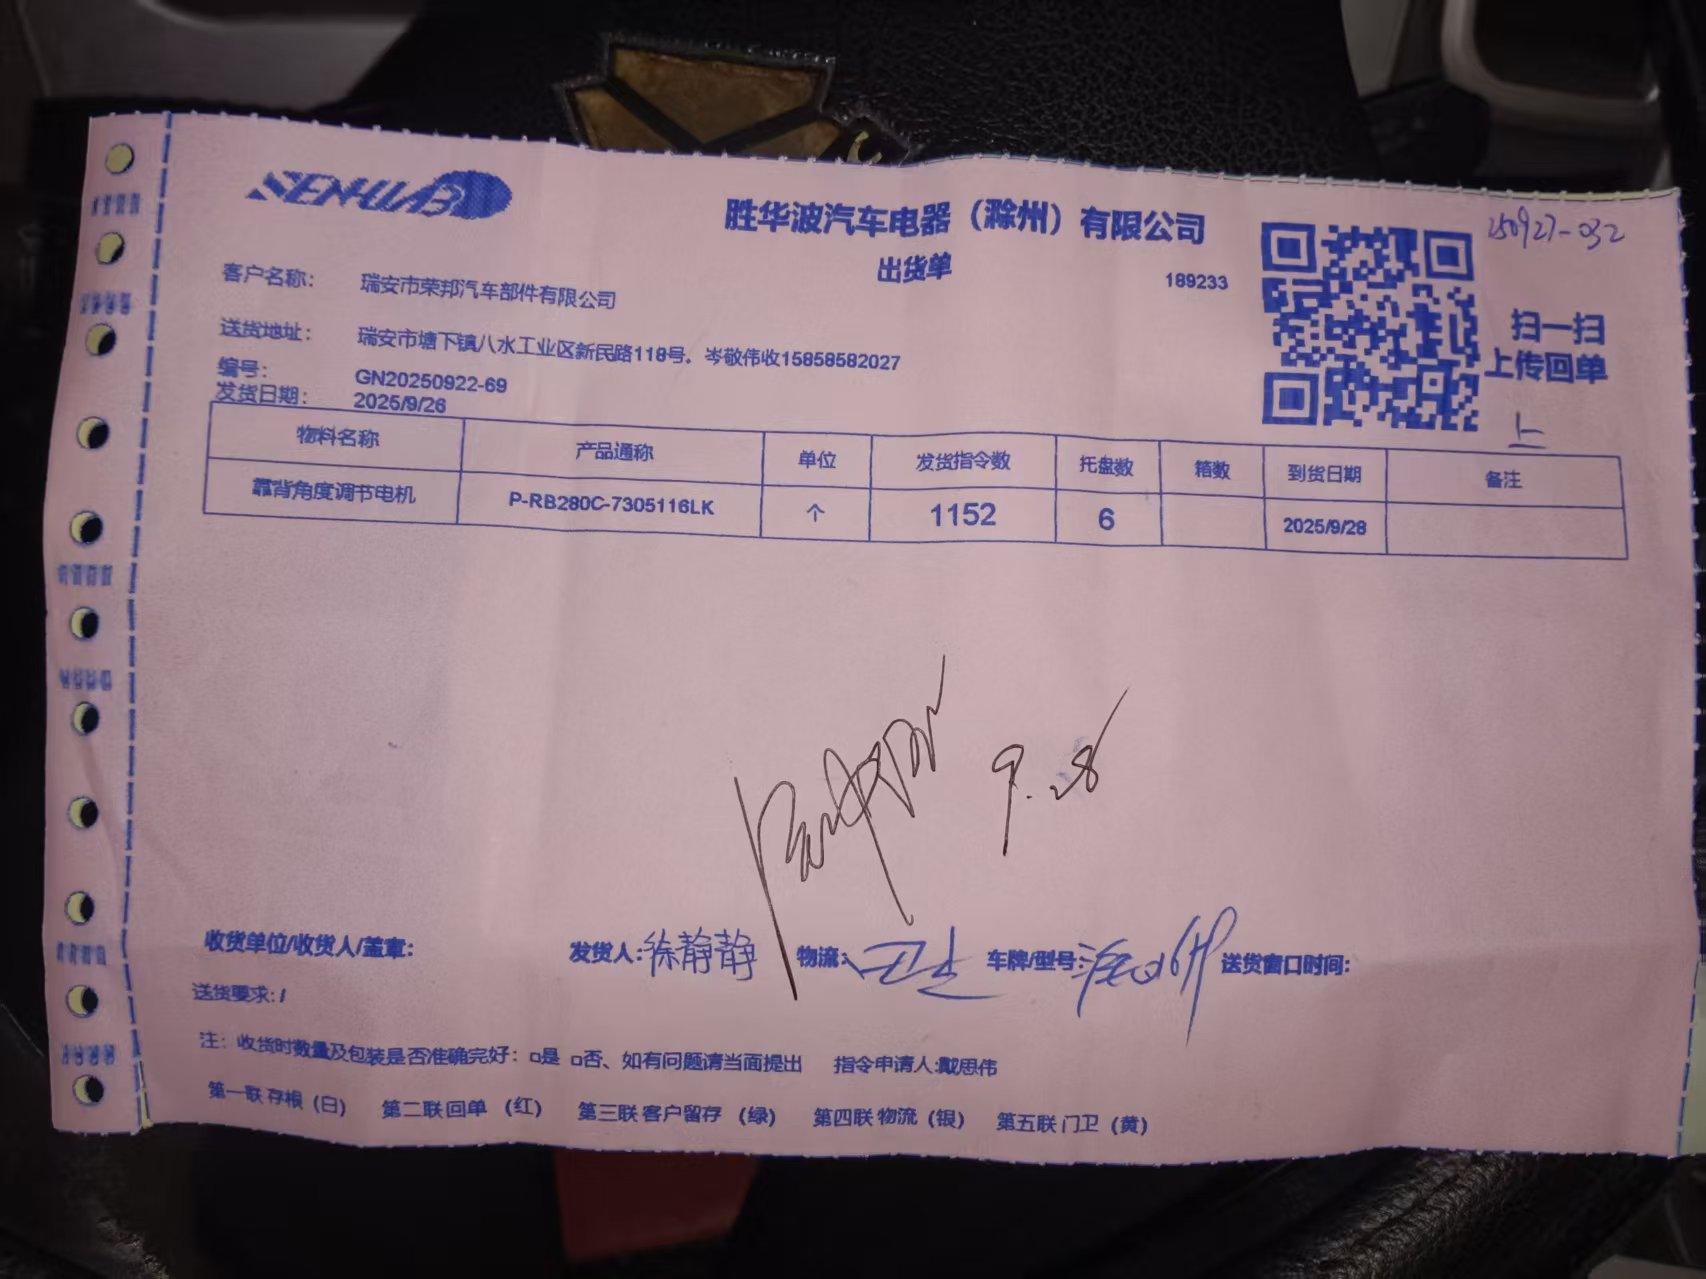 SENHUAB
250927-032
胜华波汽车电器（滁州）有限公司
出货单
189233
扫一扫
上传回单
上
客户名称： 瑞安市荣邦汽车部件有限公司
送货地址： 瑞安市塘下镇八水工业区新民路118号。岑敬伟收15858582027
编号： GN20250922-69
发货日期： 2025/9/26
物料名称 产品通称 单位 发货指令数 托盘数 箱数 到货日期 备注
靠背角度调节电机 P-RB280C-7305116LK 个 1152 6 2025/9/28
9.28
收货单位/收货人/盖章： 发货人：徐静静 物流： 车牌/型号： 送货窗口时间：
送货要求：/
注：收货时数量及包装是否准确完好：□是 □否、如有问题请当面提出 指令申请人:戴思伟
第一联 存根（白） 第二联 回单（红） 第三联 客户留存（绿） 第四联 物流（银） 第五联 门卫（黄）